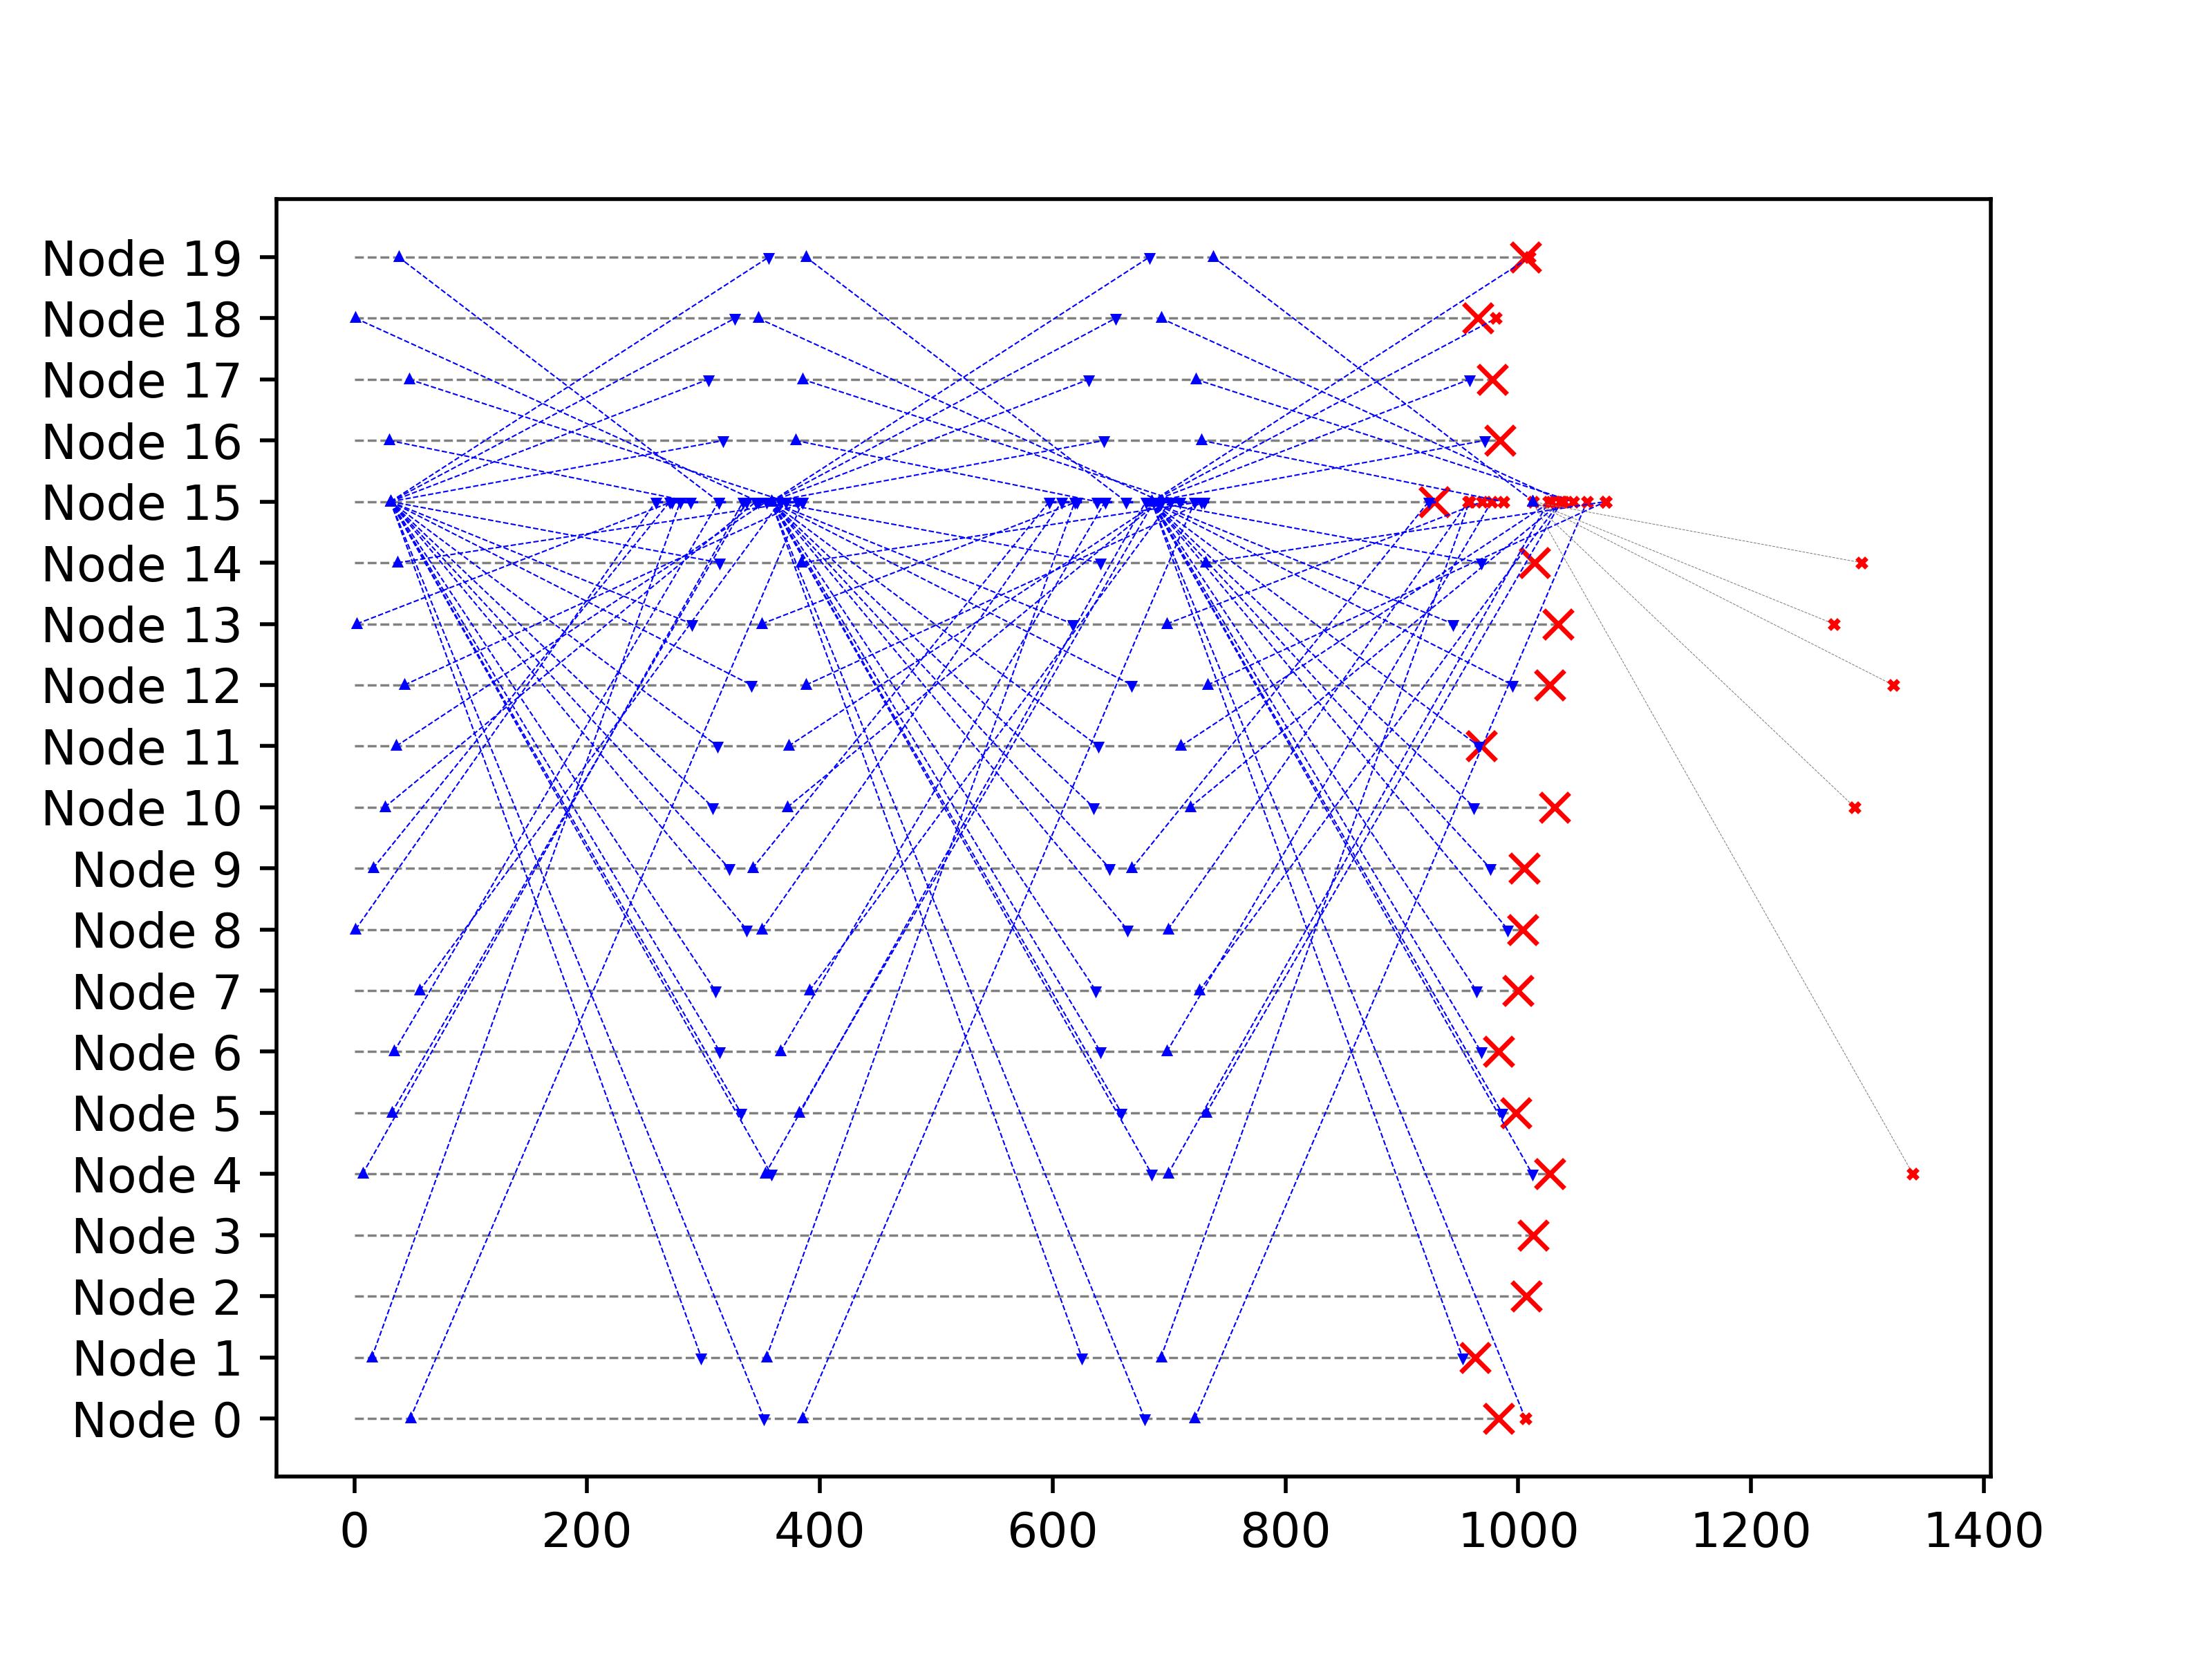 Node 19
Node 18
Node 17
Node 16
Node 15
Node 14
Node 13
Node 12
Node 11
Node 10
Node 9
Node 8
Node 7
Node 6
Node 5
Node 4
Node 3
Node 2
Node 1
Node 0
0 200 400 600 800 1000 1200 1400